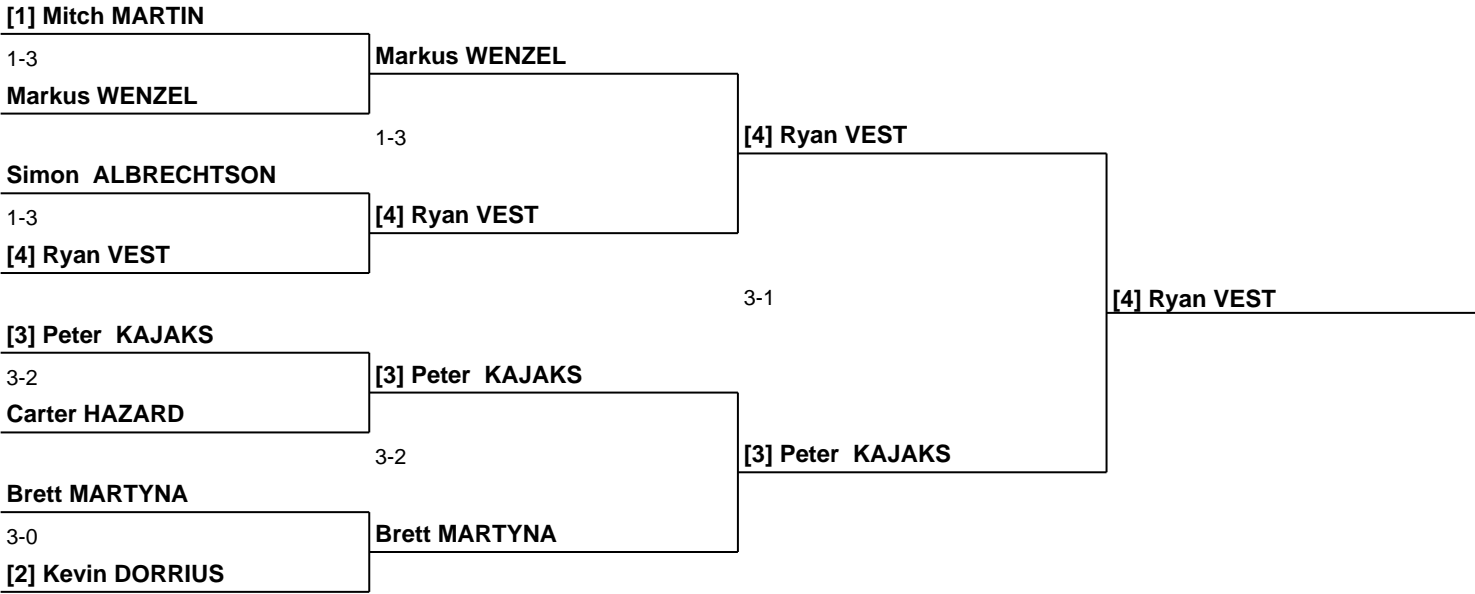 [1] Mitch MARTIN
1-3
Markus WENZEL
Markus WENZEL
1-3
[4] Ryan VEST
Simon  ALBRECHTSON
1-3
[4] Ryan VEST
[4] Ryan VEST
3-1
[4] Ryan VEST
[3] Peter  KAJAKS
3-2
[3] Peter  KAJAKS
Carter HAZARD
3-2
[3] Peter  KAJAKS
Brett MARTYNA
3-0
Brett MARTYNA
[2] Kevin DORRIUS